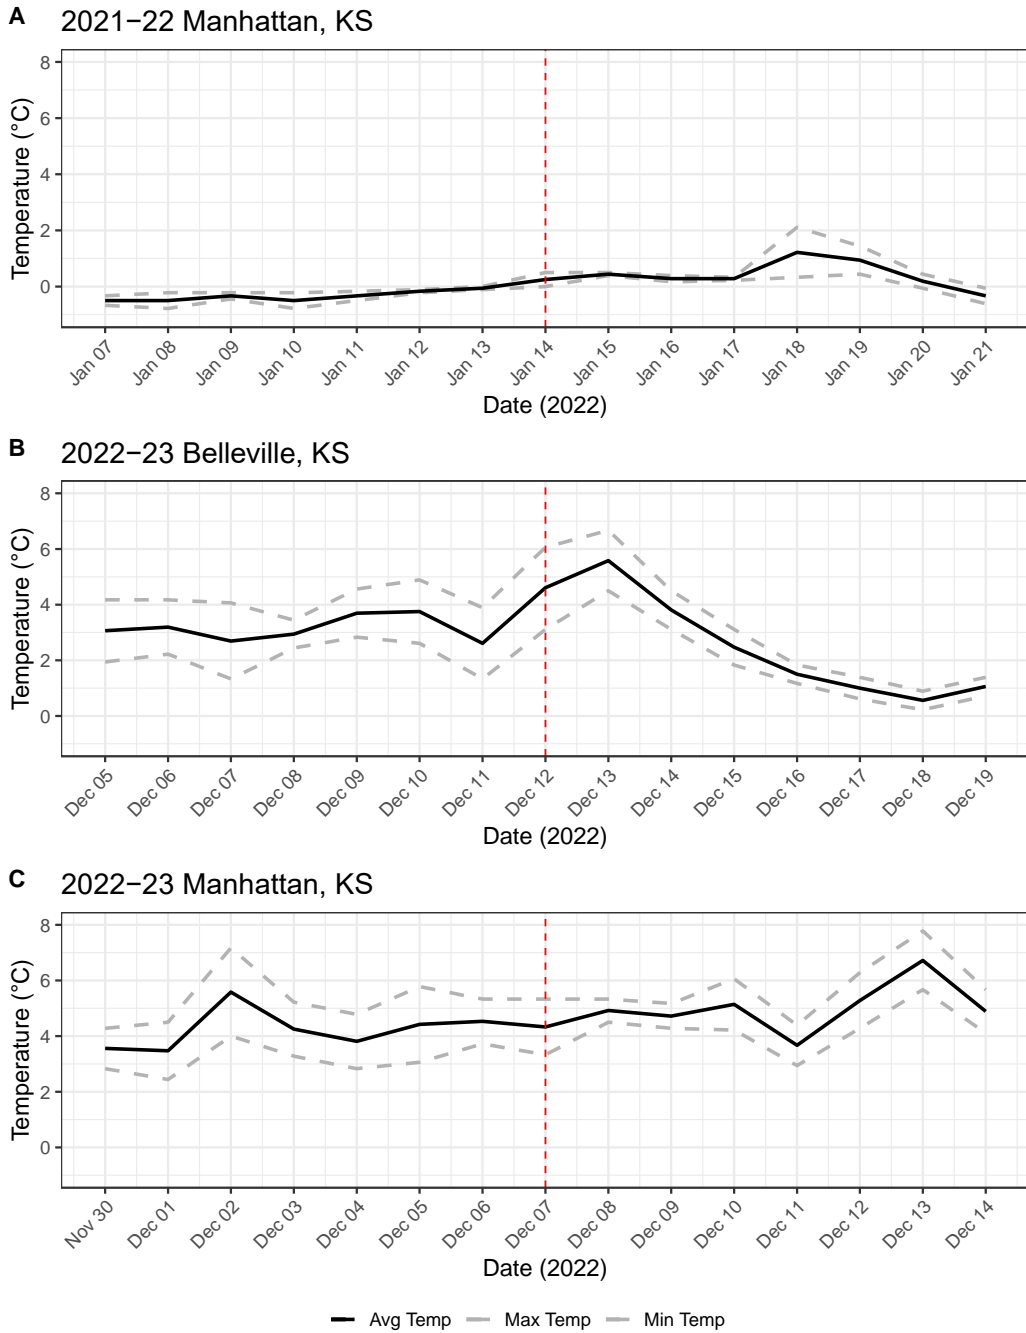 A 2021−22 Manhattan, KS
Temperature (°C)
8
6
4
2
0
Jan 07 Jan 08 Jan 09 Jan 10 Jan 11 Jan 12 Jan 13 Jan 14 Jan 15 Jan 16 Jan 17 Jan 18 Jan 19 Jan 20 Jan 21
Date (2022)
B 2022−23 Belleville, KS
Temperature (°C)
8
6
4
2
0
Dec 05 Dec 06 Dec 07 Dec 08 Dec 09 Dec 10 Dec 11 Dec 12 Dec 13 Dec 14 Dec 15 Dec 16 Dec 17 Dec 18 Dec 19
Date (2022)
C 2022−23 Manhattan, KS
Temperature (°C)
8
6
4
2
0
Nov 30 Dec 01 Dec 02 Dec 03 Dec 04 Dec 05 Dec 06 Dec 07 Dec 08 Dec 09 Dec 10 Dec 11 Dec 12 Dec 13 Dec 14
Date (2022)
Avg Temp Max Temp Min Temp